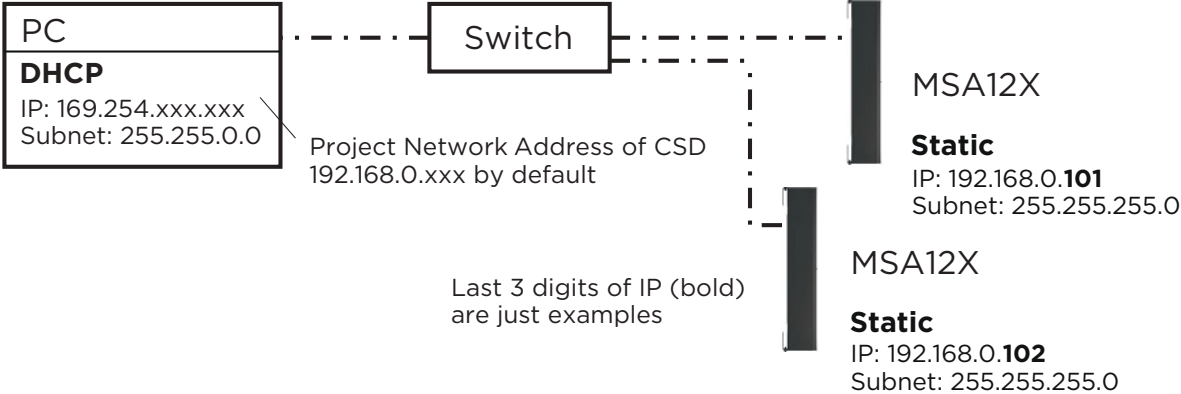 PC
DHCP
IP: 169.254.xxx.xxx
Subnet: 255.255.0.0
Switch
Project Network Address of CSD
192.168.0.xxx by default
MSA12X
Static
IP: 192.168.0.101
Subnet: 255.255.255.0
Last 3 digits of IP (bold)
are just examples
MSA12X
Static
IP: 192.168.0.102
Subnet: 255.255.255.0